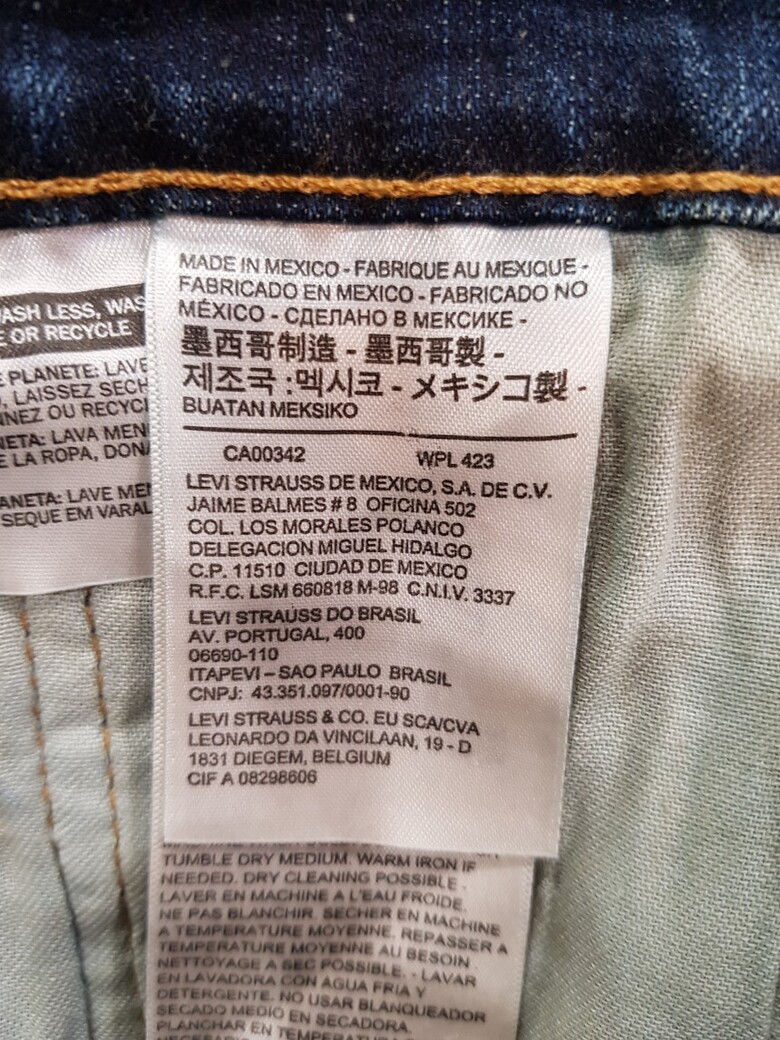 ASH LESS, WAS
E OR RECYCLE
E PLANETE: LAVE
, LAISSEZ SECH
NNEZ OU RECYCL
NETA: LAVA MEN
E LA ROPA, DONA
ANETA: LAVE MEN
SEQUE EM VARAL
MADE IN MEXICO - FABRIQUE AU MEXIQUE -
FABRICADO EN MEXICO - FABRICADO NO
MÉXICO - СДЕЛАНО В МЕКСИКЕ -
墨西哥制造 - 墨西哥製 -
제조국 :멕시코 - メキシコ製 -
BUATAN MEKSIKO
CA00342 WPL 423
LEVI STRAUSS DE MEXICO, S.A. DE C.V.
JAIME BALMES # 8 OFICINA 502
COL. LOS MORALES POLANCO
DELEGACION MIGUEL HIDALGO
C.P. 11510 CIUDAD DE MEXICO
R.F.C. LSM 660818 M-98 C.N.I.V. 3337
LEVI STRAUSS DO BRASIL
AV. PORTUGAL, 400
06690-110
ITAPEVI – SAO PAULO BRASIL
CNPJ: 43.351.097/0001-90
LEVI STRAUSS & CO. EU SCA/CVA
LEONARDO DA VINCILAAN, 19 - D
1831 DIEGEM, BELGIUM
CIF A 08298606
TUMBLE DRY MEDIUM. WARM IRON IF
NEEDED. DRY CLEANING POSSIBLE -
LAVER EN MACHINE A L'EAU FROIDE.
NE PAS BLANCHIR. SECHER EN MACHINE
A TEMPERATURE MOYENNE. REPASSER A
TEMPERATURE MOYENNE AU BESOIN.
NETTOYAGE A SEC POSSIBLE. - LAVAR
EN LAVADORA CON AGUA FRIA Y
DETERGENTE. NO USAR BLANQUEADOR
SECADO MEDIO EN SECADORA.
PLANCHAR EN TEMPERATURA